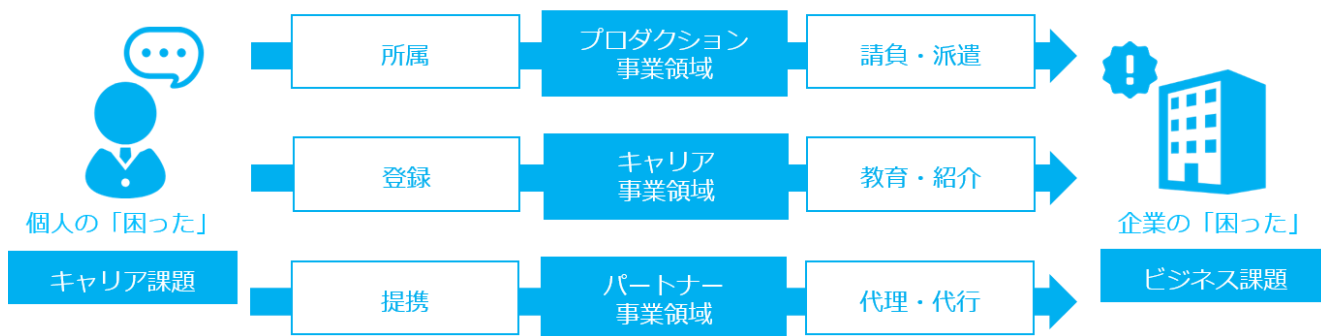 所属
プロダクション
事業領域
請負・派遣
登録
キャリア
事業領域
教育・紹介
提携
パートナー
事業領域
代理・代行
個人の「困った」
キャリア課題
!
企業の「困った」
ビジネス課題